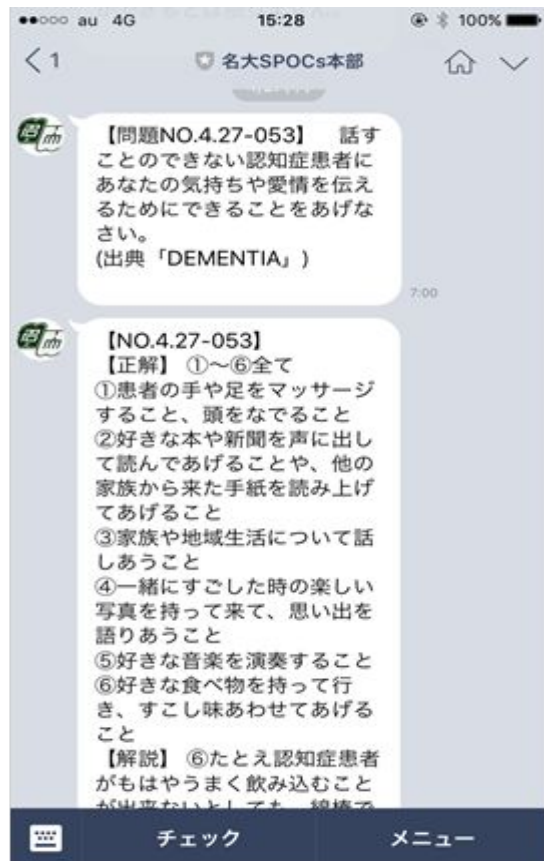 au 4G 15:28 100%
1 名大SPOCs本部
【問題NO.4.27-053】 話す
ことのできない認知症患者に
あなたの気持ちや愛情を伝え
るためにできることをあげな
さい。
(出典「DEMENTIA」)
7:00
【NO.4.27-053】
【正解】 ①〜⑥全て
①患者の手や足をマッサージ
すること、頭をなでること
②好きな本や新聞を声に出し
て読んであげることや、他の
家族から来た手紙を読み上げ
てあげること
③家族や地域生活について話
しあうこと
④一緒にすごした時の楽しい
写真を持って来て、思い出を
語りあうこと
⑤好きな音楽を演奏すること
⑥好きな食べ物を持って行
き、すこし味あわせてあげる
こと
【解説】 ⑥たとえ認知症患者
がもはやうまく飲み込むこと
が出来ないとしても、綿棒で
チェック メニュー